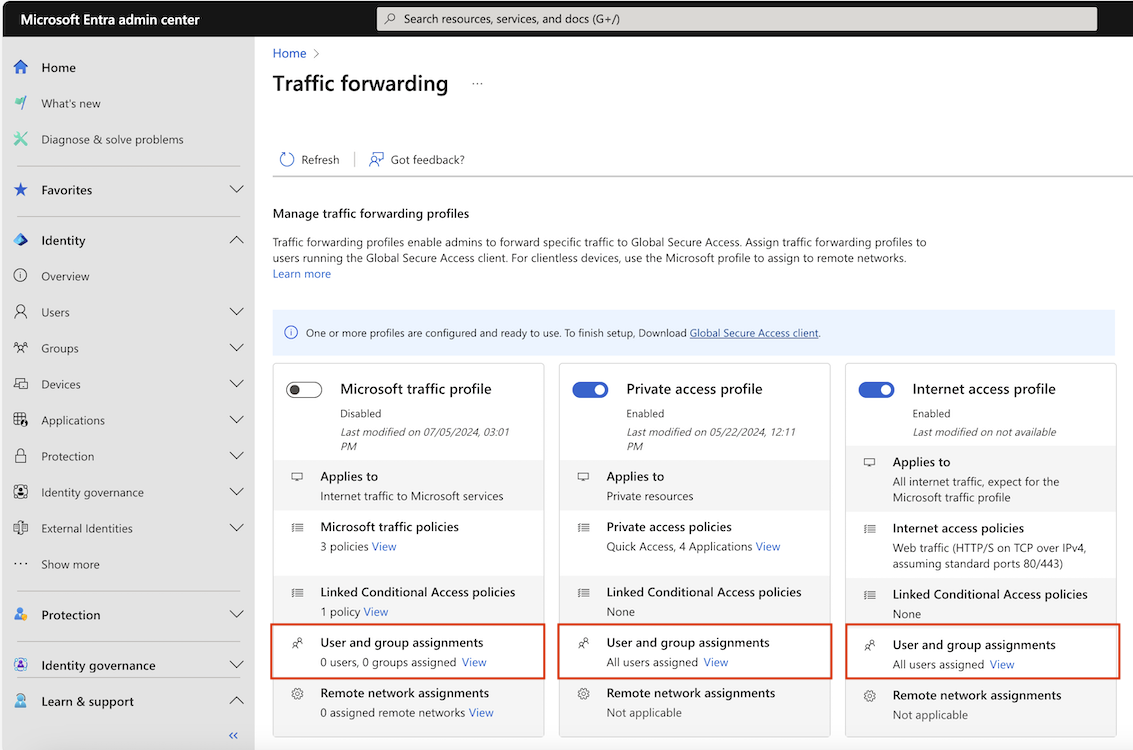 Microsoft Entra admin center
Search resources, services, and docs (G+/)
Home
What's new
Diagnose & solve problems
Favorites
Identity
Overview
Users
Groups
Devices
Applications
Protection
Identity governance
External Identities
Show more
Protection
Identity governance
Learn & support
Home
Traffic forwarding
Refresh
Got feedback?
Manage traffic forwarding profiles
Traffic forwarding profiles enable admins to forward specific traffic to Global Secure Access. Assign traffic forwarding profiles to
users running the Global Secure Access client. For clientless devices, use the Microsoft profile to assign to remote networks.
Learn more
One or more profiles are configured and ready to use. To finish setup, Download Global Secure Access client.
Microsoft traffic profile
Disabled
Last modified on 07/05/2024, 03:01
PM
Applies to
Internet traffic to Microsoft services
Microsoft traffic policies
3 policies View
Linked Conditional Access policies
1 policy View
User and group assignments
0 users, 0 groups assigned View
Remote network assignments
0 assigned remote networks View
Private access profile
Enabled
Last modified on 05/22/2024, 12:11
PM
Applies to
Private resources
Private access policies
Quick Access, 4 Applications View
Linked Conditional Access policies
None
User and group assignments
All users assigned View
Remote network assignments
Not applicable
Internet access profile
Enabled
Last modified on not available
Applies to
All internet traffic, expect for the
Microsoft traffic profile
Internet access policies
Web traffic (HTTP/S on TCP over IPv4,
assuming standard ports 80/443)
Linked Conditional Access policies
None
User and group assignments
All users assigned View
Remote network assignments
Not applicable